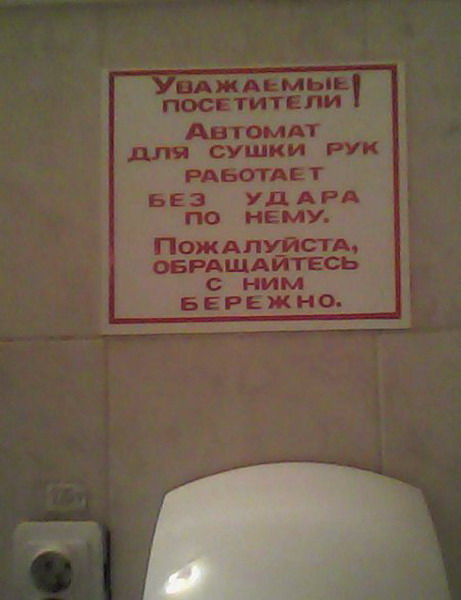 Уважаемые
посетители!
Автомат
для сушки рук
работает
без удара
по нему.
Пожалуйста,
обращайтесь
с ним
бережно.